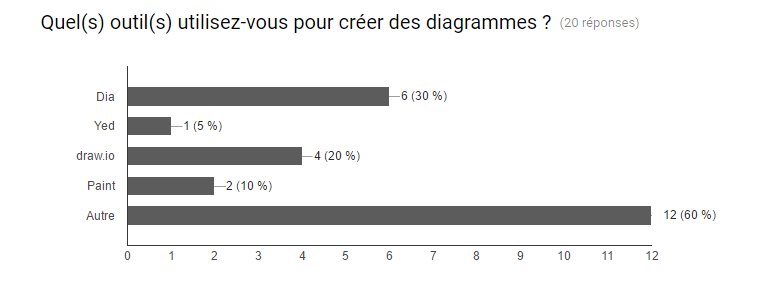 Quel(s) outil(s) utilisez-vous pour créer des diagrammes ? (20 réponses)
Dia 6 (30 %)
Yed 1 (5 %)
draw.io 4 (20 %)
Paint 2 (10 %)
Autre 12 (60 %)
0 1 2 3 4 5 6 7 8 9 10 11 12